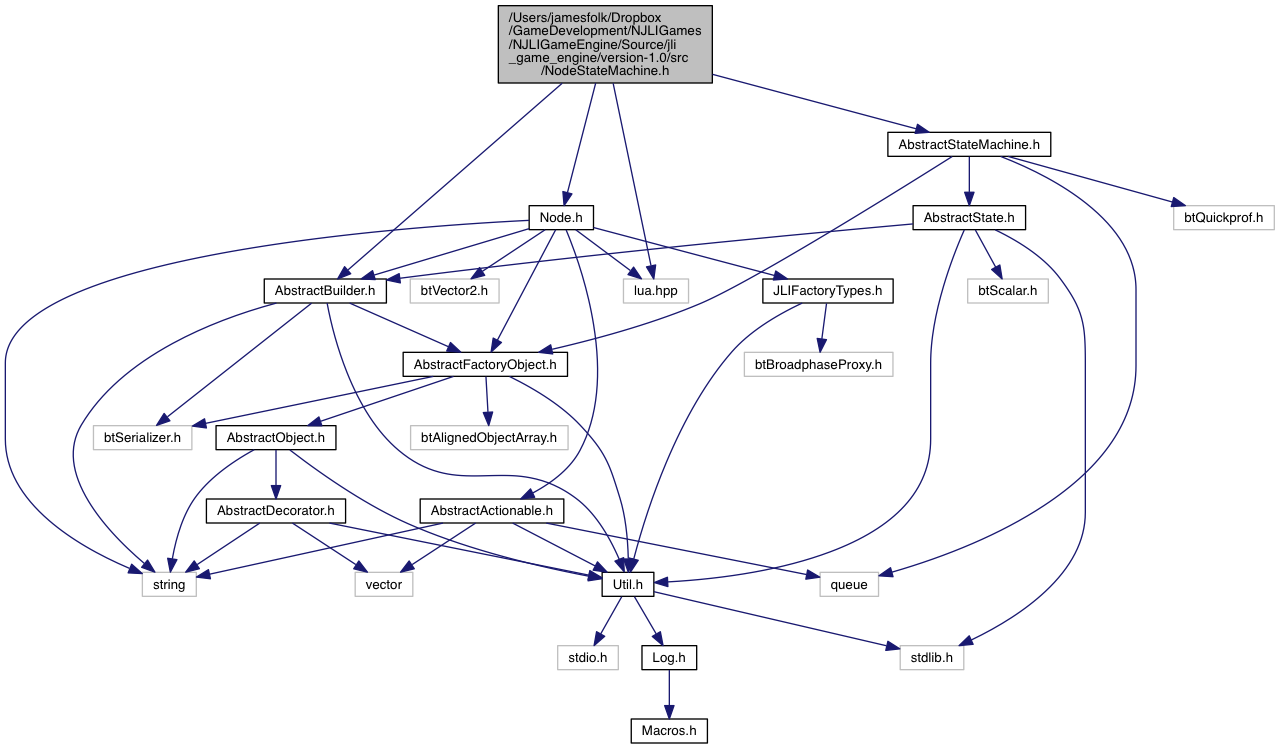 /Users/jamesfolk/Dropbox
/GameDevelopment/NJLIGames
/NJLIGameEngine/Source/jli
_game_engine/version-1.0/src
/NodeStateMachine.h
AbstractStateMachine.h
Node.h
AbstractState.h
btQuickprof.h
AbstractBuilder.h
btVector2.h
lua.hpp
JLIFactoryTypes.h
btScalar.h
AbstractFactoryObject.h
btBroadphaseProxy.h
btSerializer.h
AbstractObject.h
btAlignedObjectArray.h
AbstractDecorator.h
AbstractActionable.h
string
vector
Util.h
queue
stdio.h
Log.h
stdlib.h
Macros.h